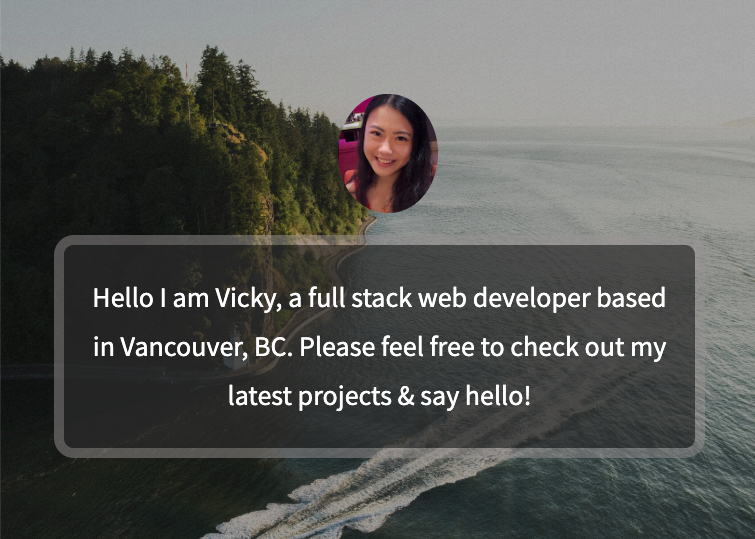 Hello I am Vicky, a full stack web developer based
in Vancouver, BC. Please feel free to check out my
latest projects & say hello!